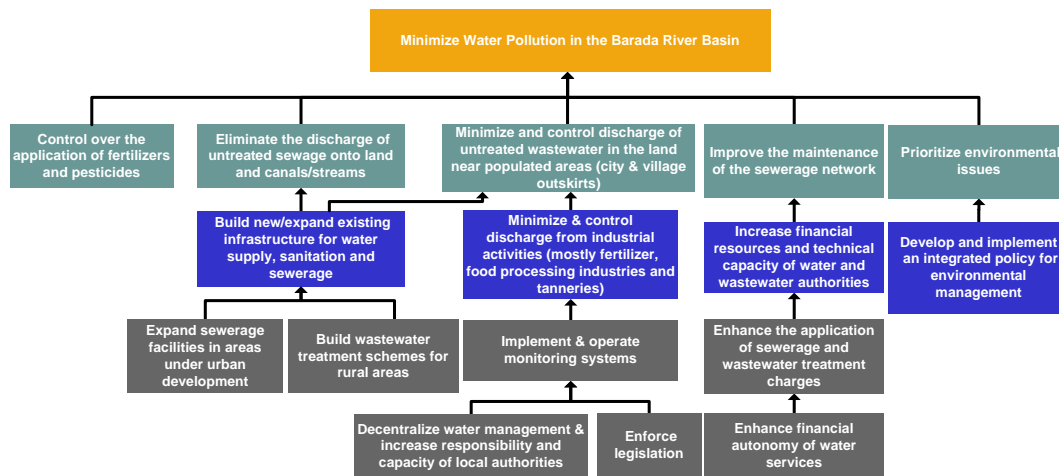 Minimize Water Pollution in the Barada River Basin
Control over the
application of fertilizers
and pesticides
Eliminate the discharge of
untreated sewage onto land
and canals/streams
Minimize and control discharge of
untreated wastewater in the land
near populated areas (city & village
outskirts)
Improve the maintenance
of the sewerage network
Prioritize environmental
issues
Build new/expand existing
infrastructure for water
supply, sanitation and
sewerage
Minimize & control
discharge from industrial
activities (mostly fertilizer,
food processing industries and
tanneries)
Increase financial
resources and technical
capacity of water and
wastewater authorities
Develop and implement
an integrated policy for
environmental
management
Expand sewerage
facilities in areas
under urban
development
Build wastewater
treatment schemes for
rural areas
Implement & operate
monitoring systems
Enhance the application
of sewerage and
wastewater treatment
charges
Decentralize water management &
increase responsibility and
capacity of local authorities
Enforce
legislation
Enhance financial
autonomy of water
services